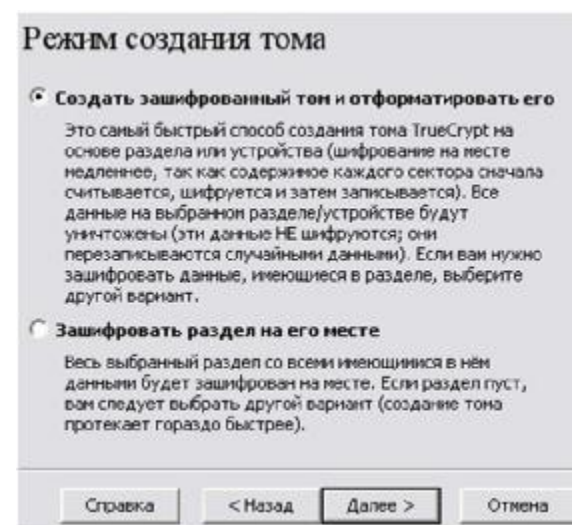 Режим создания тома
Создать зашифрованный том и отформатировать его
Это самый быстрый способ создания тома TrueCrypt на
основе раздела или устройства (шифрование на месте
медленнее, так как содержимое каждого сектора сначала
считывается, шифруется и затем записывается). Все
данные на выбранном разделе/устройстве будут
уничтожены (эти данные НЕ шифруются; они
перезаписываются случайными данными). Если вам нужно
зашифровать данные, имеющиеся в разделе, выберите
другой вариант.
Зашифровать раздел на его месте
Весь выбранный раздел со всеми имеющимися в нём
данными будет зашифрован на месте. Если раздел пуст,
вам следует выбрать другой вариант (создание тома
протекает гораздо быстрее).
Справка < Назад Далее > Отмена